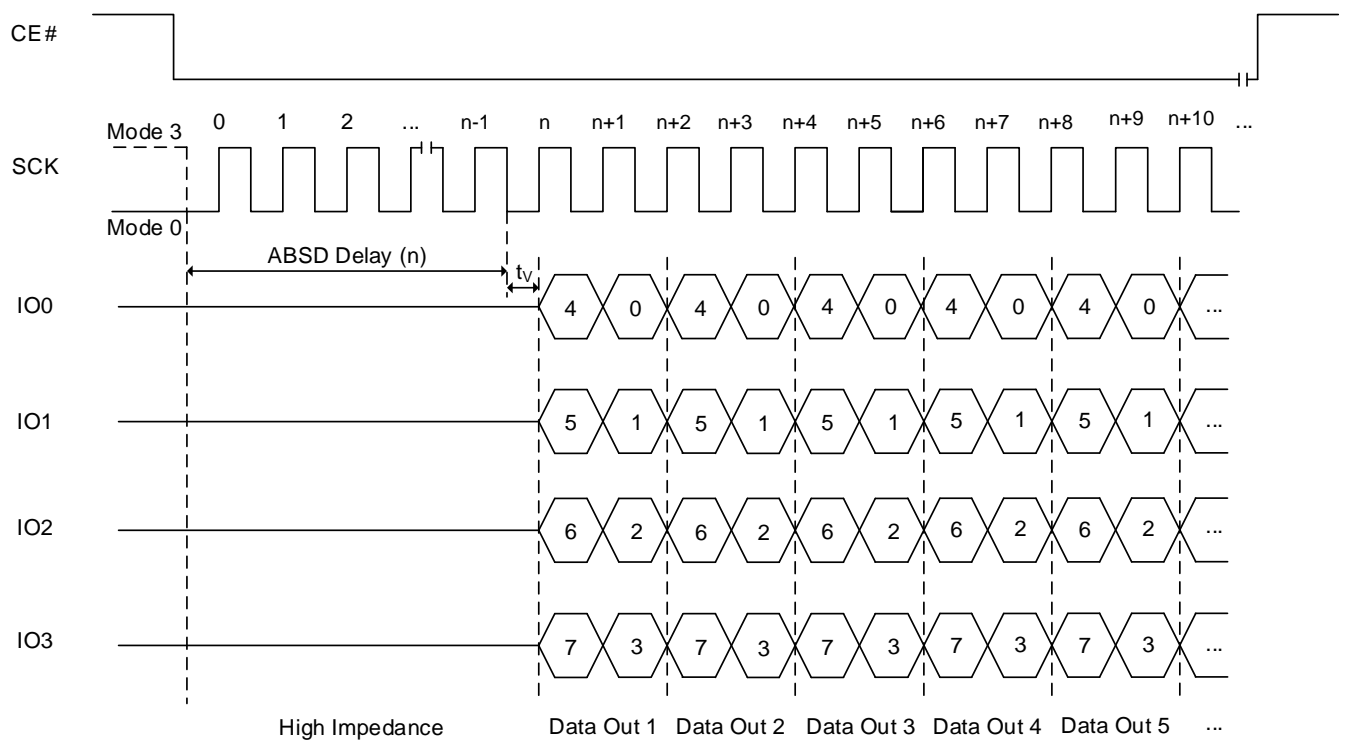 CE#
0 1 2 ... n-1 n n+1 n+2 n+3 n+4 n+5 n+6 n+7 n+8 n+9 n+10 ...
Mode 3
SCK
Mode 0
ABSD Delay (n)
tV
IO0 4 0 4 0 4 0 4 0 4 0 ...
IO1 5 1 5 1 5 1 5 1 5 1 ...
IO2 6 2 6 2 6 2 6 2 6 2 ...
IO3 7 3 7 3 7 3 7 3 7 3 ...
High Impedance Data Out 1 Data Out 2 Data Out 3 Data Out 4 Data Out 5 ...